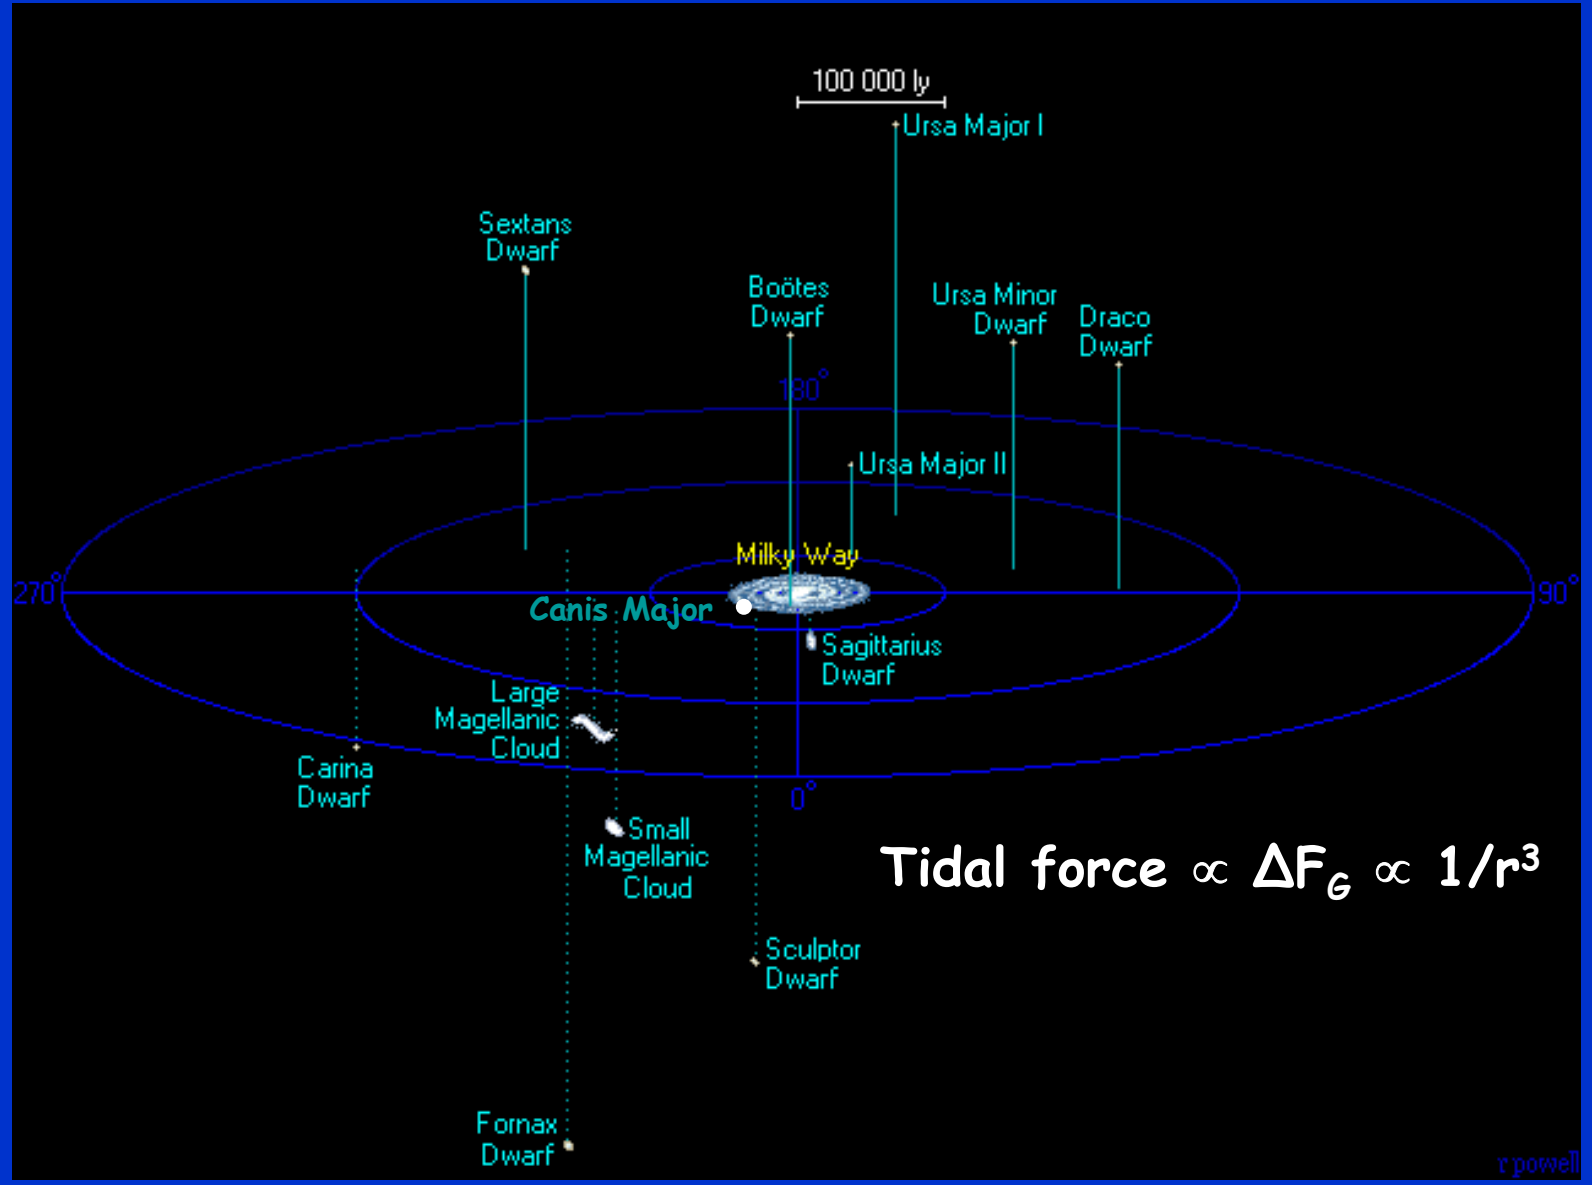 100 000 ly
Ursa Major I
Sextans
Dwarf
Boötes
Dwarf
Ursa Minor
Dwarf
Draco
Dwarf
180°
Ursa Major II
Milky Way
270°
90°
Canis Major
Sagittarius
Dwarf
Large
Magellanic
Cloud
Carina
Dwarf
0°
Small
Magellanic
Cloud
Tidal force ∝ ΔF_G ∝ 1/r³
Sculptor
Dwarf
Fornax
Dwarf
r powell